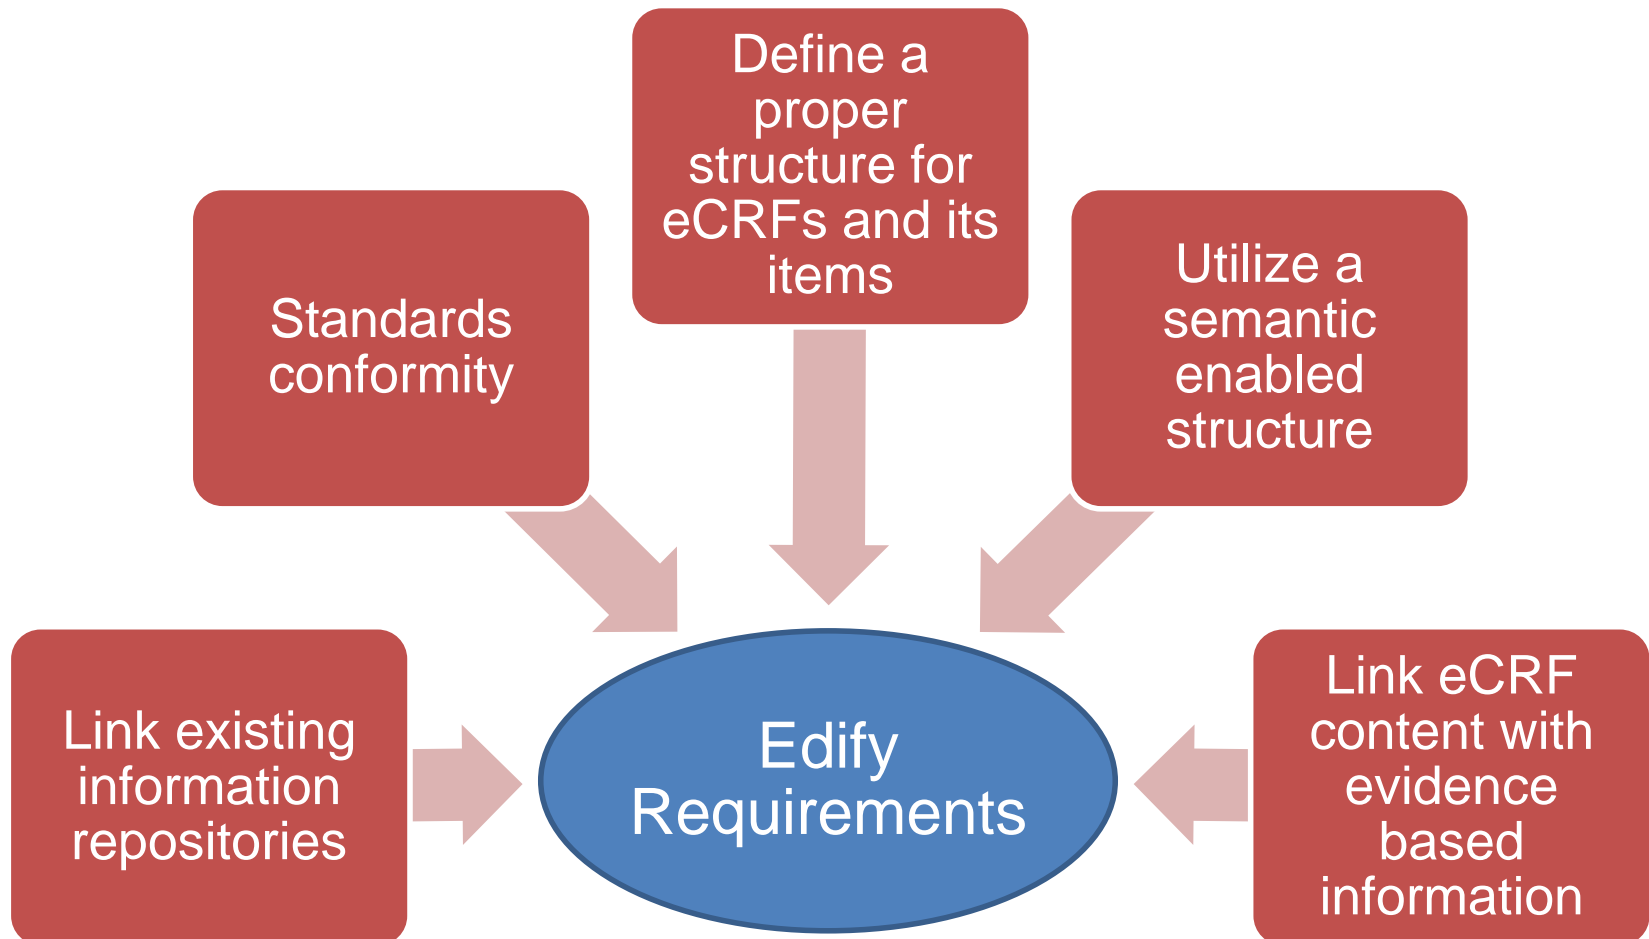 Define a
proper
structure for
eCRFs and its
items
Standards
conformity
Utilize a
semantic
enabled
structure
Link existing
information
repositories
Edify
Requirements
Link eCRF
content with
evidence
based
information